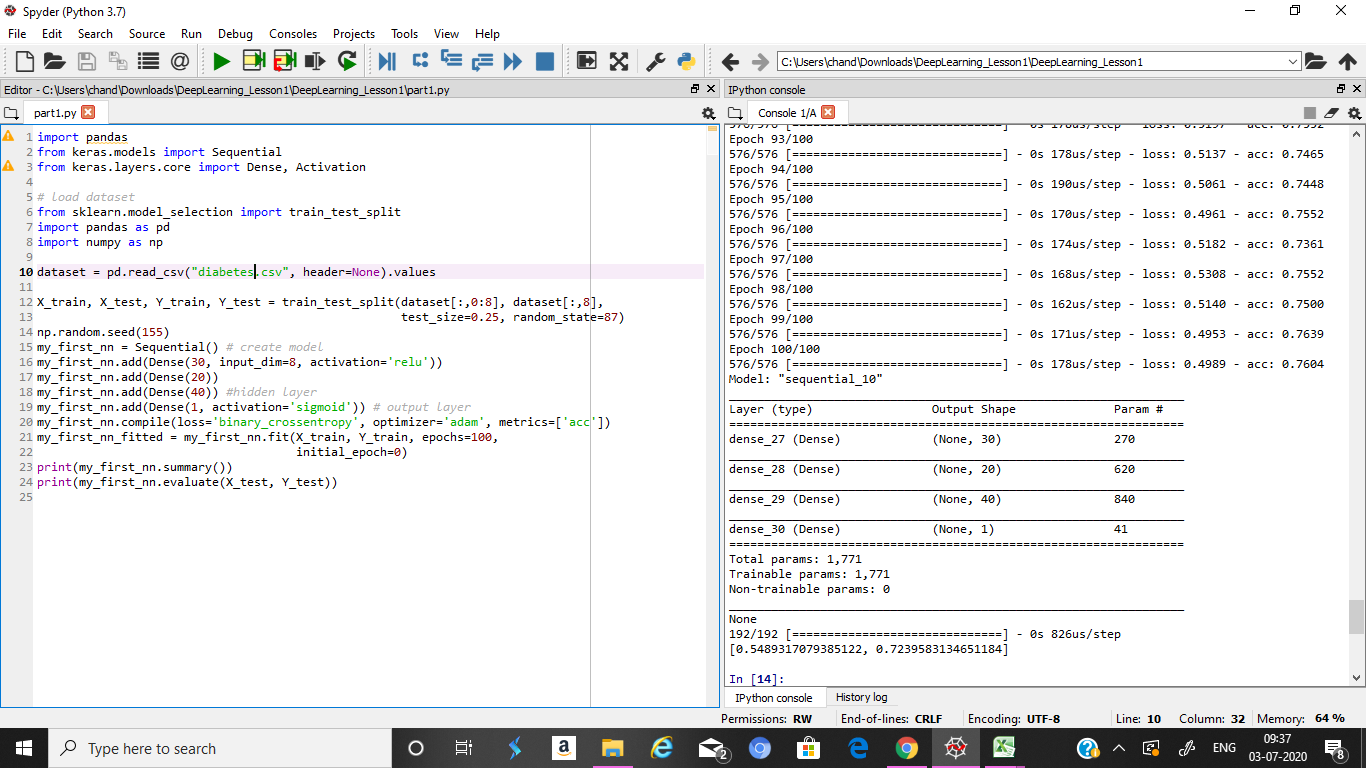 Spyder (Python 3.7)
File Edit Search Source Run Debug Consoles Projects Tools View Help
C:\Users\chand\Downloads\DeepLearning_Lesson1\DeepLearning_Lesson1
Editor - C:\Users\chand\Downloads\DeepLearning_Lesson1\DeepLearning_Lesson1\part1.py
part1.py
1 import pandas
2 from keras.models import Sequential
3 from keras.layers.core import Dense, Activation
4
5 # load dataset
6 from sklearn.model_selection import train_test_split
7 import pandas as pd
8 import numpy as np
9
10 dataset = pd.read_csv("diabetes.csv", header=None).values
11
12 X_train, X_test, Y_train, Y_test = train_test_split(dataset[:,0:8], dataset[:,8],
13 test_size=0.25, random_state=87)
14 np.random.seed(155)
15 my_first_nn = Sequential() # create model
16 my_first_nn.add(Dense(30, input_dim=8, activation='relu'))
17 my_first_nn.add(Dense(20))
18 my_first_nn.add(Dense(40)) #hidden layer
19 my_first_nn.add(Dense(1, activation='sigmoid')) # output layer
20 my_first_nn.compile(loss='binary_crossentropy', optimizer='adam', metrics=['acc'])
21 my_first_nn_fitted = my_first_nn.fit(X_train, Y_train, epochs=100,
22 initial_epoch=0)
23 print(my_first_nn.summary())
24 print(my_first_nn.evaluate(X_test, Y_test))
25
IPython console
Console 1/A
Epoch 93/100
576/576 [==============================] - 0s 178us/step - loss: 0.5137 - acc: 0.7465
Epoch 94/100
576/576 [==============================] - 0s 190us/step - loss: 0.5061 - acc: 0.7448
Epoch 95/100
576/576 [==============================] - 0s 170us/step - loss: 0.4961 - acc: 0.7552
Epoch 96/100
576/576 [==============================] - 0s 174us/step - loss: 0.5182 - acc: 0.7361
Epoch 97/100
576/576 [==============================] - 0s 168us/step - loss: 0.5308 - acc: 0.7552
Epoch 98/100
576/576 [==============================] - 0s 162us/step - loss: 0.5140 - acc: 0.7500
Epoch 99/100
576/576 [==============================] - 0s 171us/step - loss: 0.4953 - acc: 0.7639
Epoch 100/100
576/576 [==============================] - 0s 178us/step - loss: 0.4989 - acc: 0.7604
Model: "sequential_10"
_________________________________________________________________
Layer (type) Output Shape Param #
=================================================================
dense_27 (Dense) (None, 30) 270
_________________________________________________________________
dense_28 (Dense) (None, 20) 620
_________________________________________________________________
dense_29 (Dense) (None, 40) 840
_________________________________________________________________
dense_30 (Dense) (None, 1) 41
=================================================================
Total params: 1,771
Trainable params: 1,771
Non-trainable params: 0
_________________________________________________________________
None
192/192 [==============================] - 0s 826us/step
[0.5489317079385122, 0.7239583134651184]
In [14]:
IPython console History log
Permissions: RW End-of-lines: CRLF Encoding: UTF-8 Line: 10 Column: 32 Memory: 64 %
Type here to search
a
2
ENG
09:37
03-07-2020
8